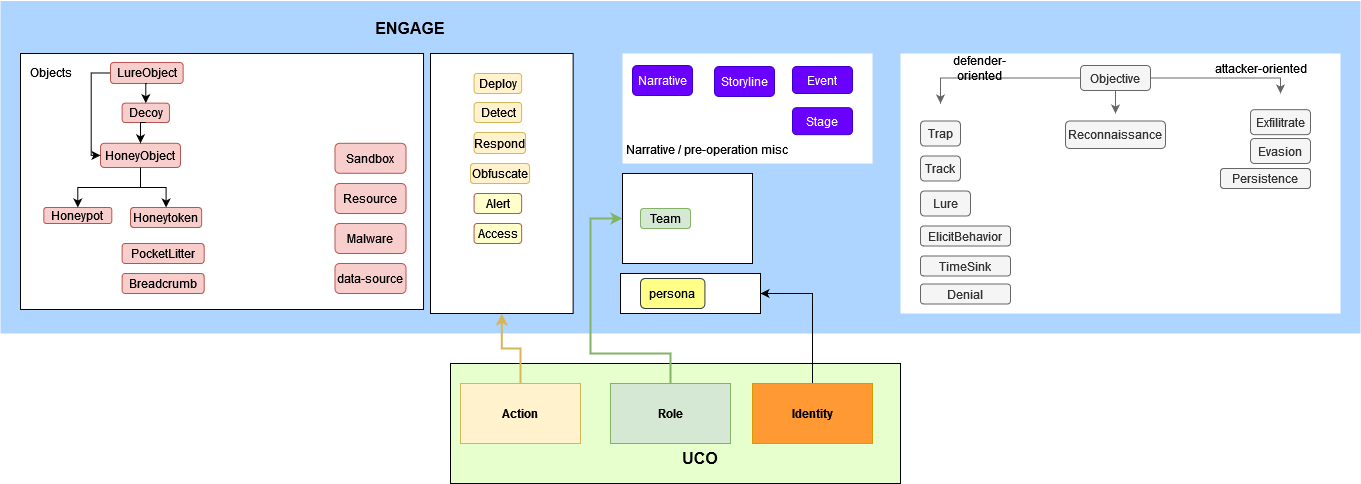 ENGAGE
Objects
LureObject
Decoy
HoneyObject
Honeypot
Honeytoken
PocketLitter
Breadcrumb
Sandbox
Resource
Malware
data-source
Deploy
Detect
Respond
Obfuscate
Alert
Access
Narrative
Storyline
Event
Stage
Narrative / pre-operation misc
Team
persona
defender-
oriented
Objective
attacker-oriented
Trap
Track
Lure
ElicitBehavior
TimeSink
Denial
Reconnaissance
Exfilitrate
Evasion
Persistence
Action
Role
Identity
UCO